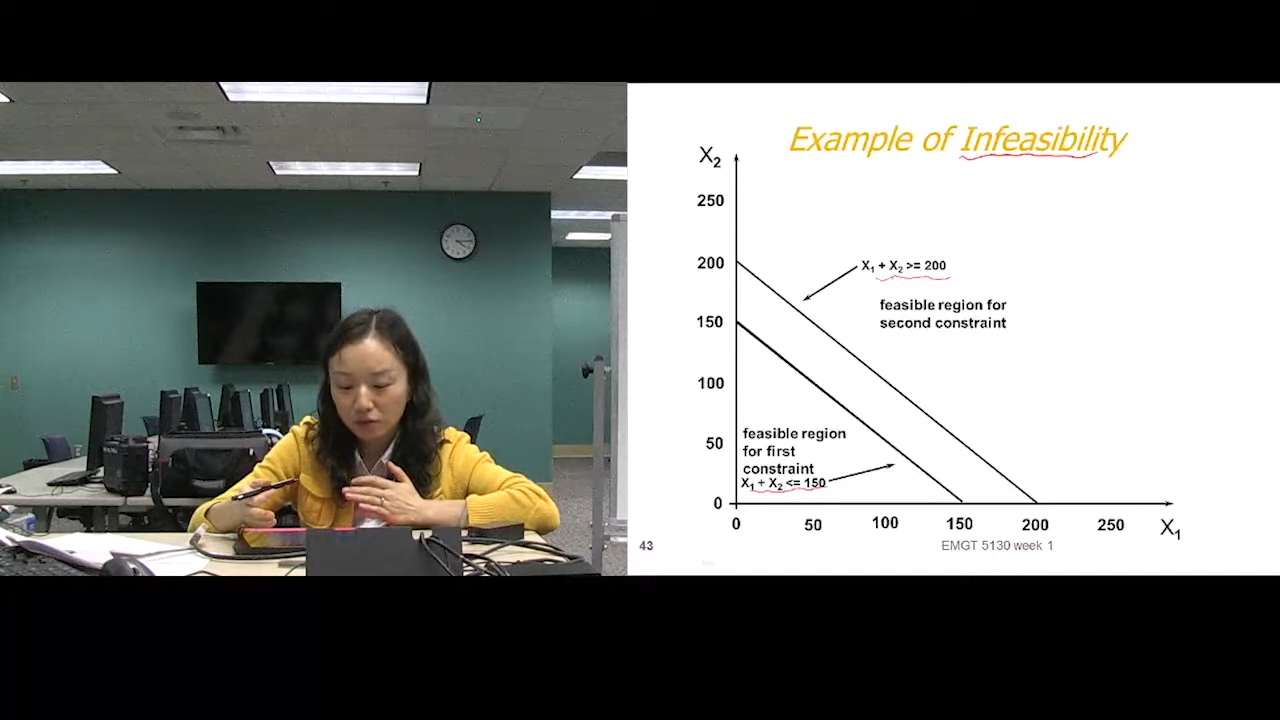 Example of Infeasibility
X₂
250
200
150
100
50
0
X₁ + X₂ >= 200
feasible region for
second constraint
feasible region
for first
constraint
X₁ + X₂ <= 150
0 50 100 150 200 250 X₁
43 EMGT 5130 week 1